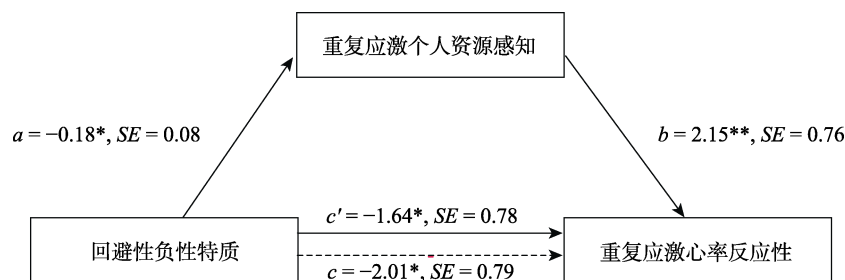 重复应激个人资源感知
a = −0.18*, SE = 0.08
b = 2.15**, SE = 0.76
c′ = −1.64*, SE = 0.78
回避性负性特质
重复应激心率反应性
c = −2.01*, SE = 0.79